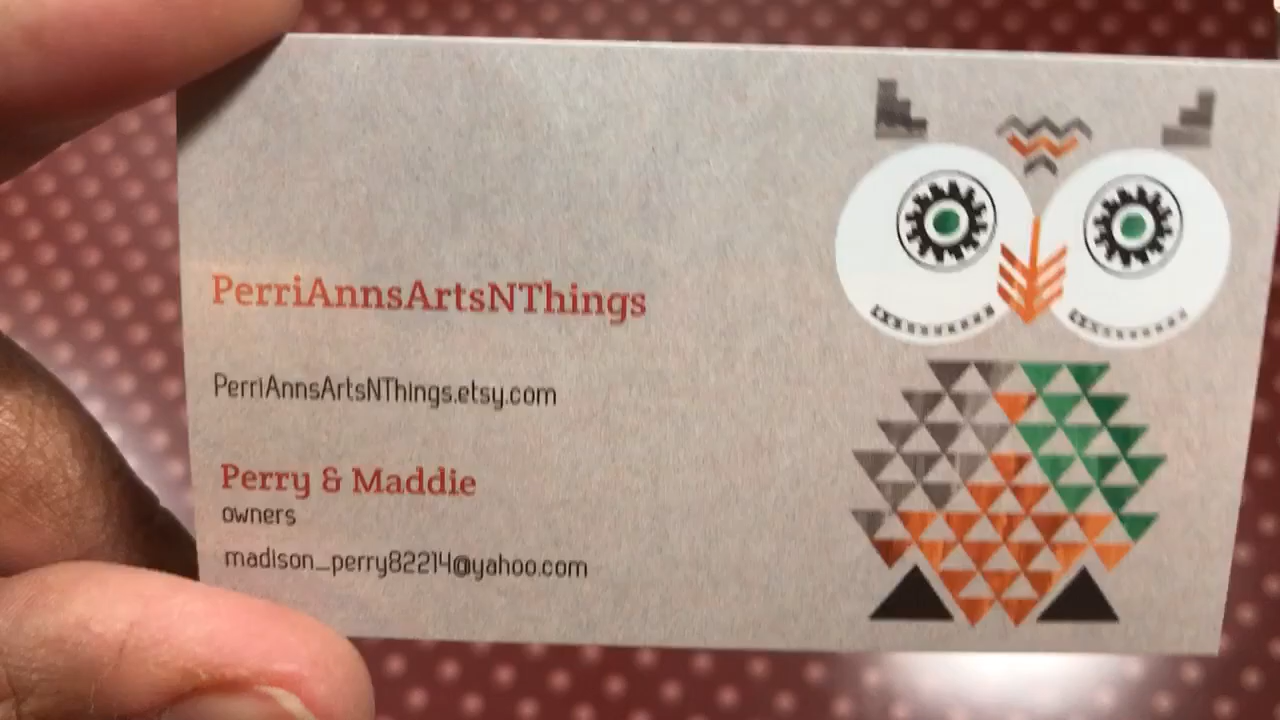 PerriAnnsArtsNThings
PerriAnnsArtsNThings.etsy.com
Perry & Maddie
owners
madison_perry82214@yahoo.com